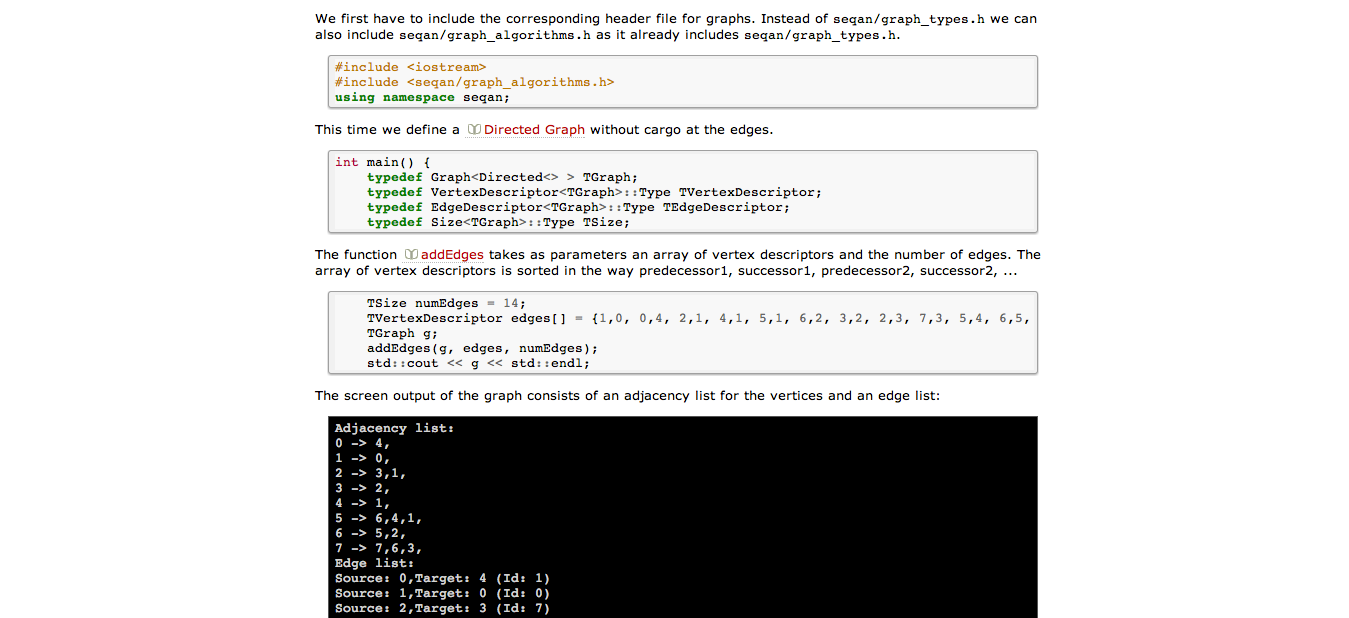 We first have to include the corresponding header file for graphs. Instead of seqan/graph_types.h we can
also include seqan/graph_algorithms.h as it already includes seqan/graph_types.h.
#include <iostream>
#include <seqan/graph_algorithms.h>
using namespace seqan;
This time we define a Directed Graph without cargo at the edges.
int main() {
    typedef Graph<Directed<> > TGraph;
    typedef VertexDescriptor<TGraph>::Type TVertexDescriptor;
    typedef EdgeDescriptor<TGraph>::Type TEdgeDescriptor;
    typedef Size<TGraph>::Type TSize;
The function addEdges takes as parameters an array of vertex descriptors and the number of edges. The
array of vertex descriptors is sorted in the way predecessor1, successor1, predecessor2, successor2, ...
    TSize numEdges = 14;
    TVertexDescriptor edges[] = {1,0, 0,4, 2,1, 4,1, 5,1, 6,2, 3,2, 2,3, 7,3, 5,4, 6,5,
    TGraph g;
    addEdges(g, edges, numEdges);
    std::cout << g << std::endl;
The screen output of the graph consists of an adjacency list for the vertices and an edge list:
Adjacency list:
0 -> 4,
1 -> 0,
2 -> 3,1,
3 -> 2,
4 -> 1,
5 -> 6,4,1,
6 -> 5,2,
7 -> 7,6,3,
Edge list:
Source: 0,Target: 4 (Id: 1)
Source: 1,Target: 0 (Id: 0)
Source: 2,Target: 3 (Id: 7)